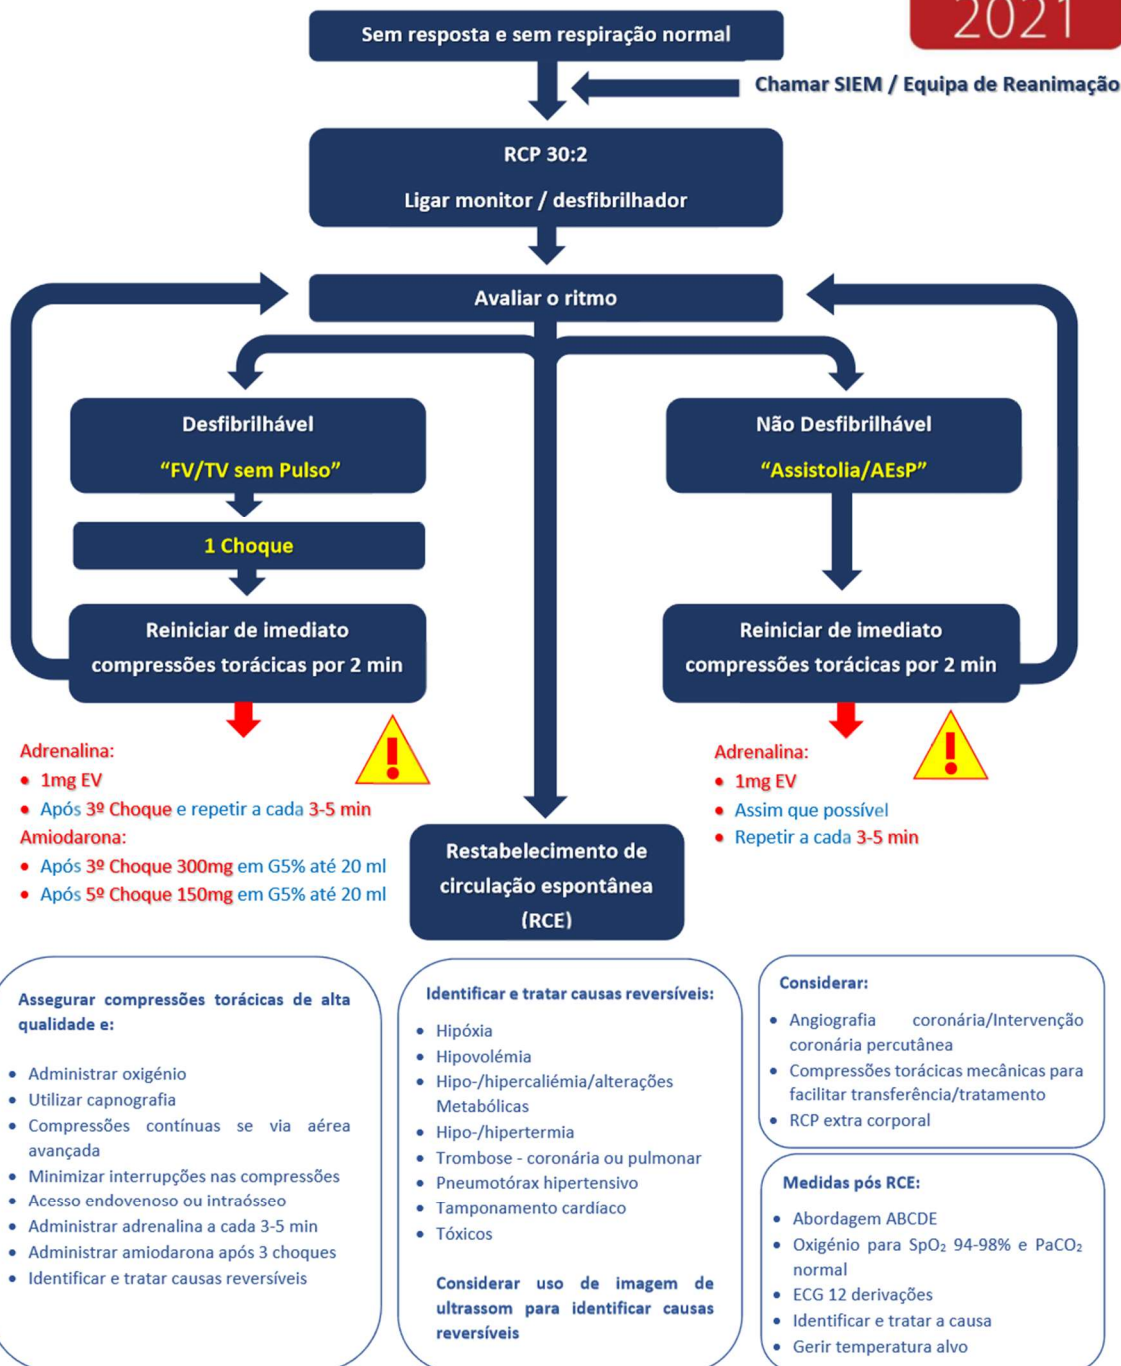 2021
Sem resposta e sem respiração normal
Chamar SIEM / Equipa de Reanimação
RCP 30:2
Ligar monitor / desfibrilhador
Avaliar o ritmo
Desfibrilhável
“FV/TV sem Pulso”
1 Choque
Reiniciar de imediato
compressões torácicas por 2 min
Não Desfibrilhável
“Assistolia/AEsP”
Reiniciar de imediato
compressões torácicas por 2 min
Adrenalina:
• 1mg EV
• Após 3º Choque e repetir a cada 3-5 min
Amiodarona:
• Após 3º Choque 300mg em G5% até 20 ml
• Após 5º Choque 150mg em G5% até 20 ml
Adrenalina:
• 1mg EV
• Assim que possível
• Repetir a cada 3-5 min
Restabelecimento de
circulação espontânea
(RCE)
Assegurar compressões torácicas de alta
qualidade e:
• Administrar oxigénio
• Utilizar capnografia
• Compressões contínuas se via aérea
avançada
• Minimizar interrupções nas compressões
• Acesso endovenoso ou intraósseo
• Administrar adrenalina a cada 3-5 min
• Administrar amiodarona após 3 choques
• Identificar e tratar causas reversíveis
Identificar e tratar causas reversíveis:
• Hipóxia
• Hipovolémia
• Hipo-/hipercaliémia/alterações
Metabólicas
• Hipo-/hipertermia
• Trombose - coronária ou pulmonar
• Pneumotórax hipertensivo
• Tamponamento cardíaco
• Tóxicos
Considerar uso de imagem de
ultrassom para identificar causas
reversíveis
Considerar:
• Angiografia coronária/Intervenção
coronária percutânea
• Compressões torácicas mecânicas para
facilitar transferência/tratamento
• RCP extra corporal
Medidas pós RCE:
• Abordagem ABCDE
• Oxigénio para SpO₂ 94-98% e PaCO₂
normal
• ECG 12 derivações
• Identificar e tratar a causa
• Gerir temperatura alvo